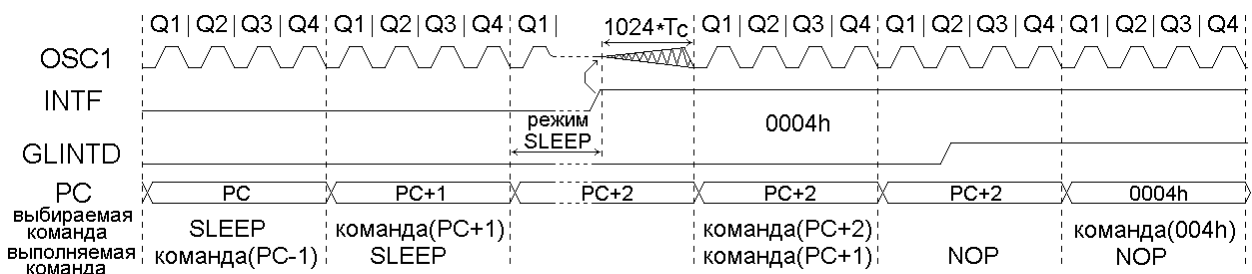 Q1 | Q2 | Q3 | Q4 | Q1 | Q2 | Q3 | Q4 | Q1 | 1024*Tc Q1 | Q2 | Q3 | Q4 | Q1 | Q2 | Q3 | Q4 | Q1 | Q2 | Q3 | Q4
OSC1
INTF
режим 0004h
SLEEP
GLINTD
PC PC PC+1 PC+2 PC+2 PC+2 0004h
выбираемая
команда SLEEP команда(PC+1) команда(PC+2) команда(004h)
выполняемая
команда команда(PC-1) SLEEP команда(PC+1) NOP NOP